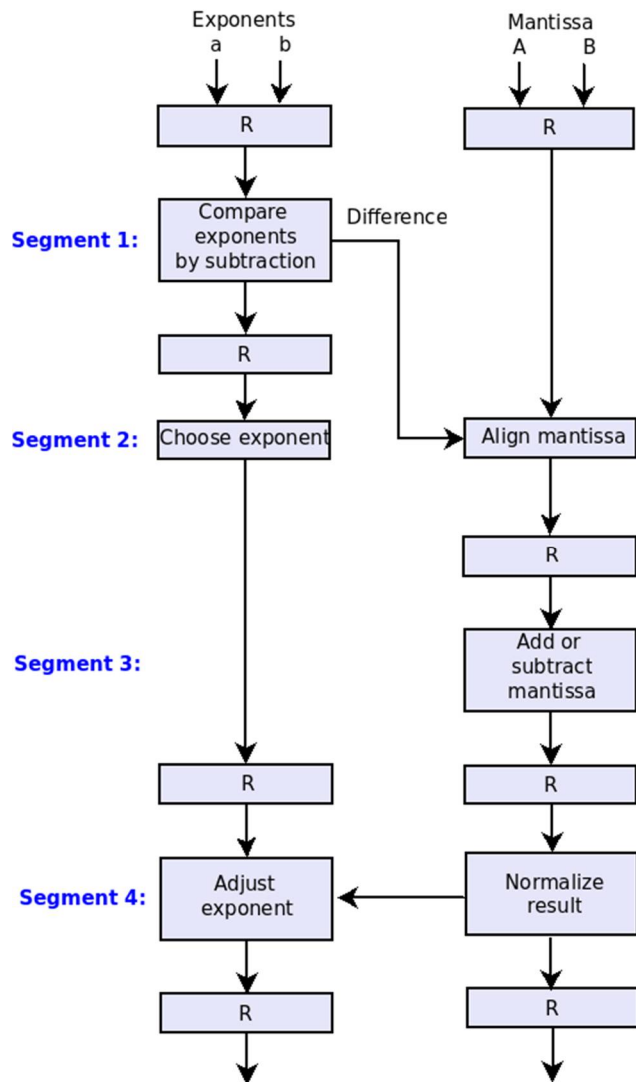 Exponents
a b
Mantissa
A B
R
R
Segment 1:
Compare
exponents
by subtraction
Difference
R
Segment 2:
Choose exponent
Align mantissa
R
Segment 3:
Add or
subtract
mantissa
R
R
Segment 4:
Adjust
exponent
Normalize
result
R
R